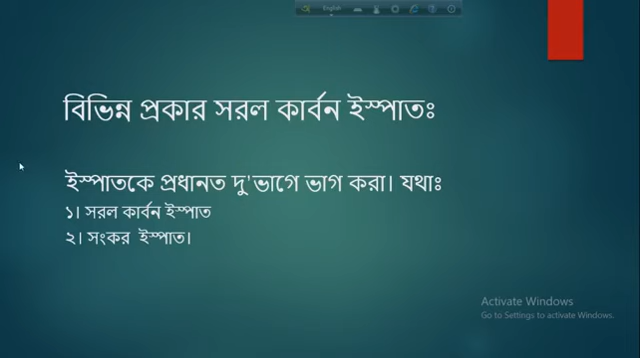 English
বিভিন্ন প্রকার সরল কার্বন ইস্পাতঃ
ইস্পাতকে প্রধানত দু'ভাগে ভাগ করা। যথাঃ
১। সরল কার্বন ইস্পাত
২। সংকর ইস্পাত।
Activate Windows
Go to Settings to activate Windows.